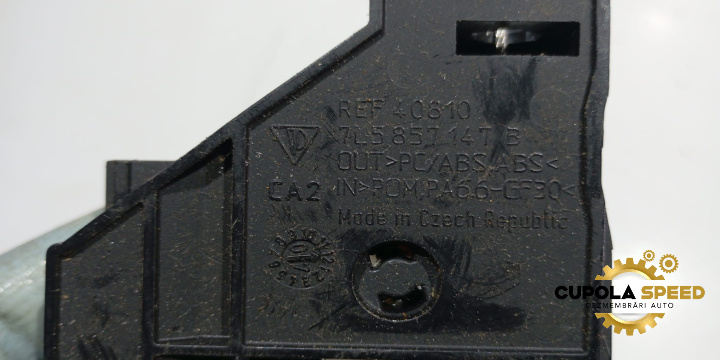 REF 40810
7L5 857 147 B
OUT>PC/ABS,ABS<
CA2
IN>POM,PA66-GF30<
Made in Czech Republic
CUPOLA SPEED
DEZMEMBRĂRI AUTO